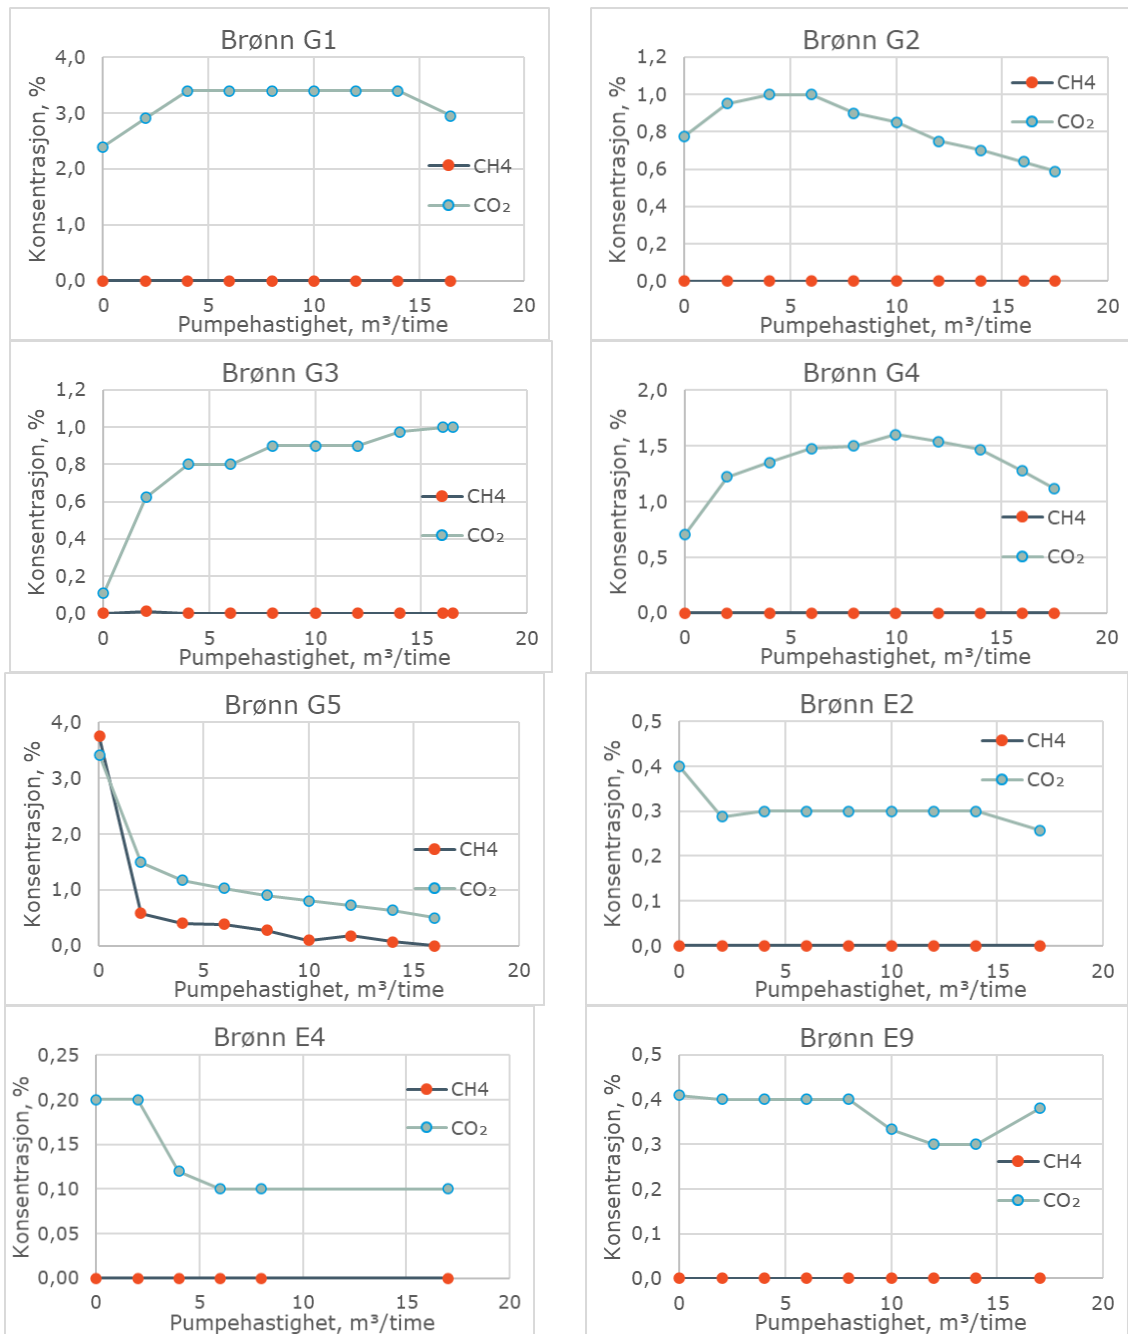 Brønn G1
Konsentrasjon, %
4,0
3,0
2,0
1,0
0,0
CH4
CO₂
0 5 10 15 20
Pumpehastighet, m³/time
Brønn G2
Konsentrasjon, %
1,2
1,0
0,8
0,6
0,4
0,2
0,0
CH4
CO₂
0 5 10 15 20
Pumpehastighet, m³/time
Brønn G3
Konsentrasjon, %
1,2
1,0
0,8
0,6
0,4
0,2
0,0
CH4
CO₂
0 5 10 15 20
Pumpehastighet, m³/time
Brønn G4
Konsentrasjon, %
2,0
1,5
1,0
0,5
0,0
CH4
CO₂
0 5 10 15 20
Pumpehastighet, m³/time
Brønn G5
Konsentrasjon, %
4,0
3,0
2,0
1,0
0,0
CH4
CO₂
0 5 10 15 20
Pumpehastighet, m³/time
Brønn E2
Konsentrasjon, %
0,5
0,4
0,3
0,2
0,1
0,0
CH4
CO₂
0 5 10 15 20
Pumpehastighet, m³/time
Brønn E4
Konsentrasjon, %
0,25
0,20
0,15
0,10
0,05
0,00
CH4
CO₂
0 5 10 15 20
Pumpehastighet, m³/time
Brønn E9
Konsentrasjon, %
0,5
0,4
0,3
0,2
0,1
0,0
CH4
CO₂
0 5 10 15 20
Pumpehastighet, m³/time